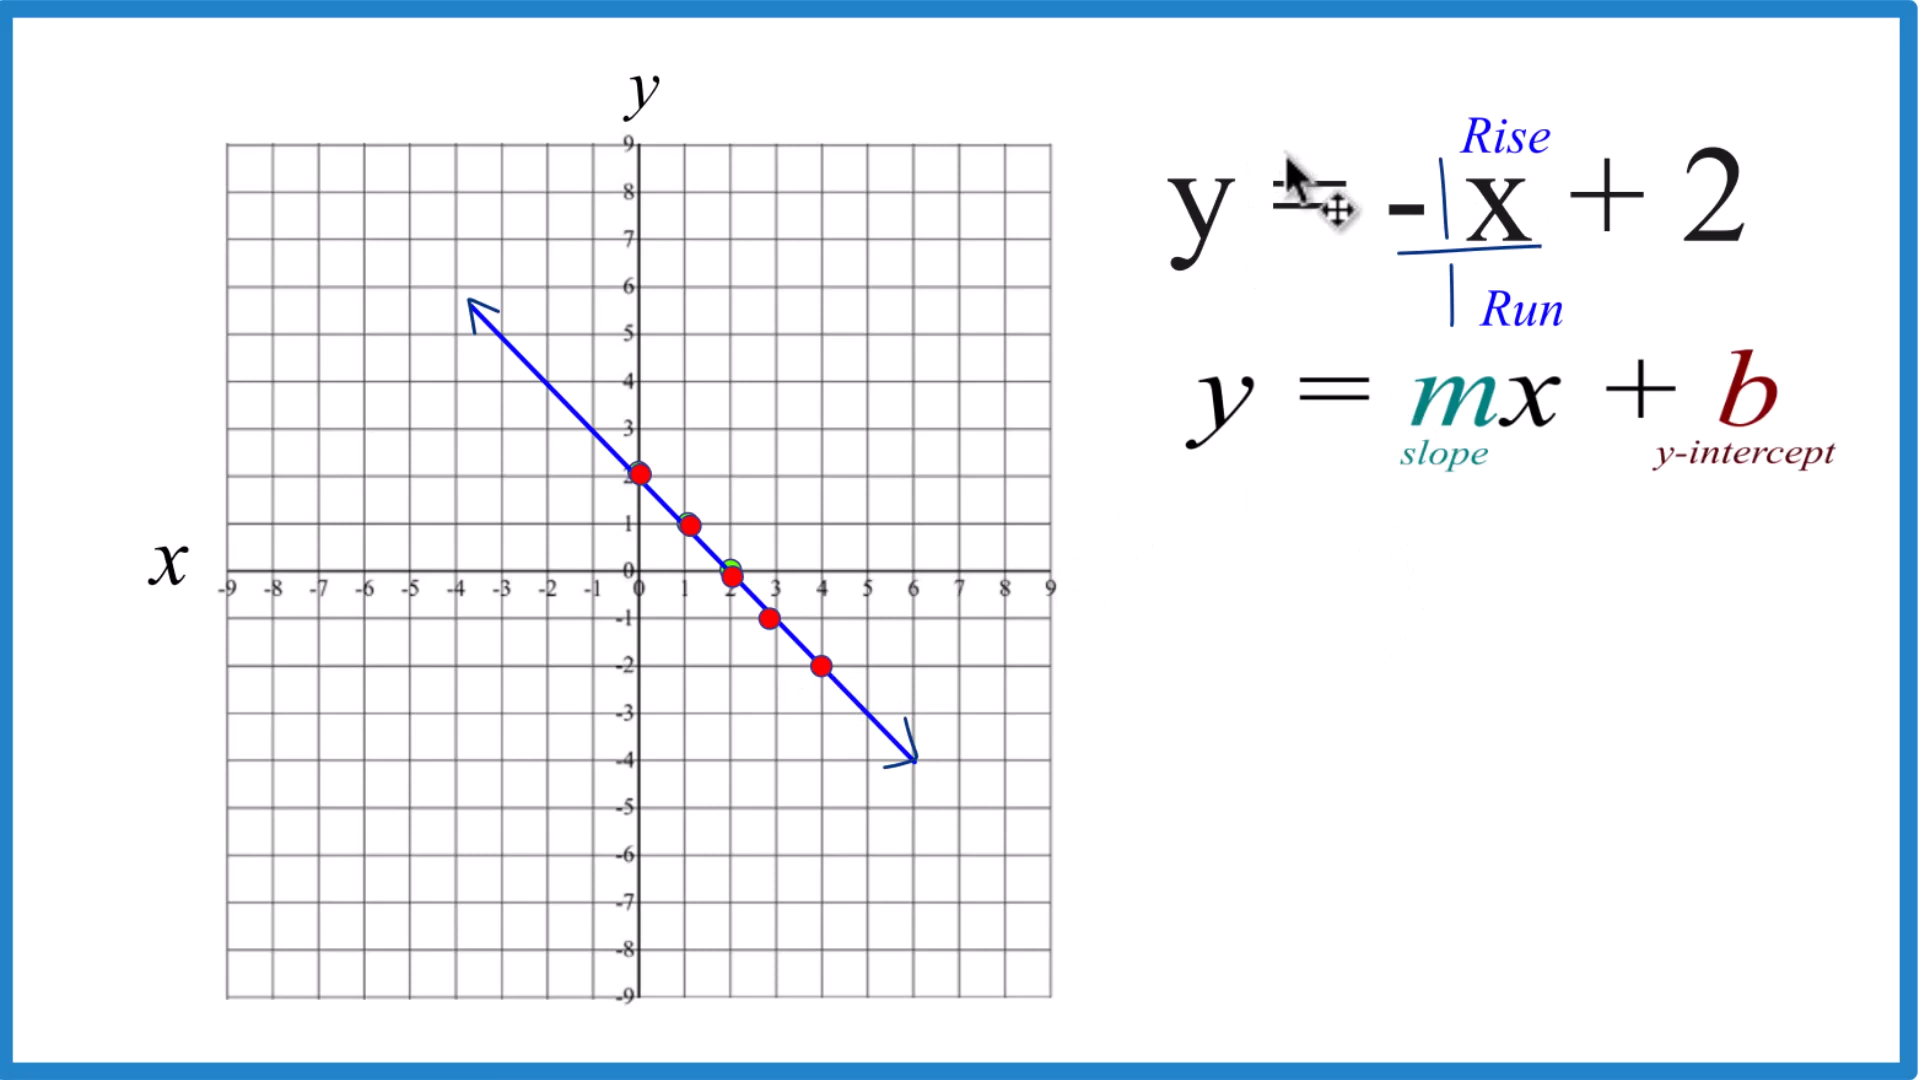 y
9
8
7
6
5
4
3
2
1
x
0
-9 -8 -7 -6 -5 -4 -3 -2 -1 0 1 2 3 4 5 6 7 8 9
-1
-2
-3
-4
-5
-6
-7
-8
-9
Rise
y = -1x + 2
1 Run
y = mx + b
slope y-intercept